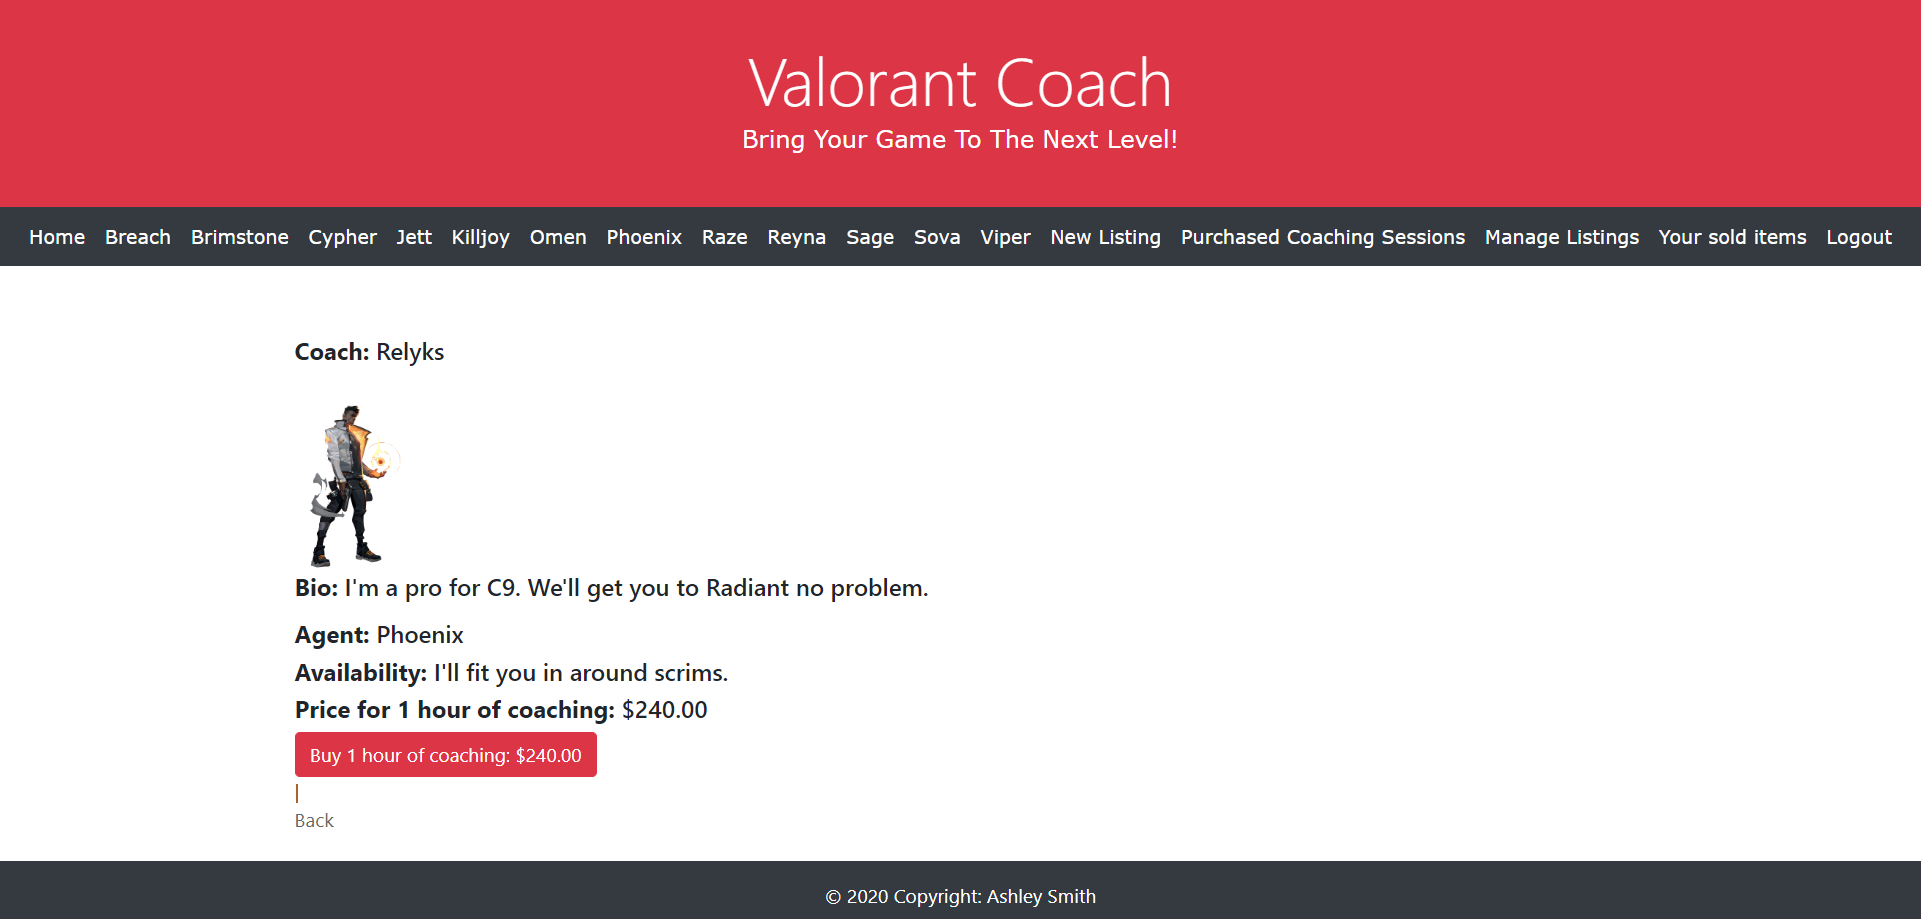 Valorant Coach
Bring Your Game To The Next Level!
Home Breach Brimstone Cypher Jett Killjoy Omen Phoenix Raze Reyna Sage Sova Viper New Listing Purchased Coaching Sessions Manage Listings Your sold items Logout
Coach: Relyks
Bio: I'm a pro for C9. We'll get you to Radiant no problem.
Agent: Phoenix
Availability: I'll fit you in around scrims.
Price for 1 hour of coaching: $240.00
Buy 1 hour of coaching: $240.00
|
Back
© 2020 Copyright: Ashley Smith